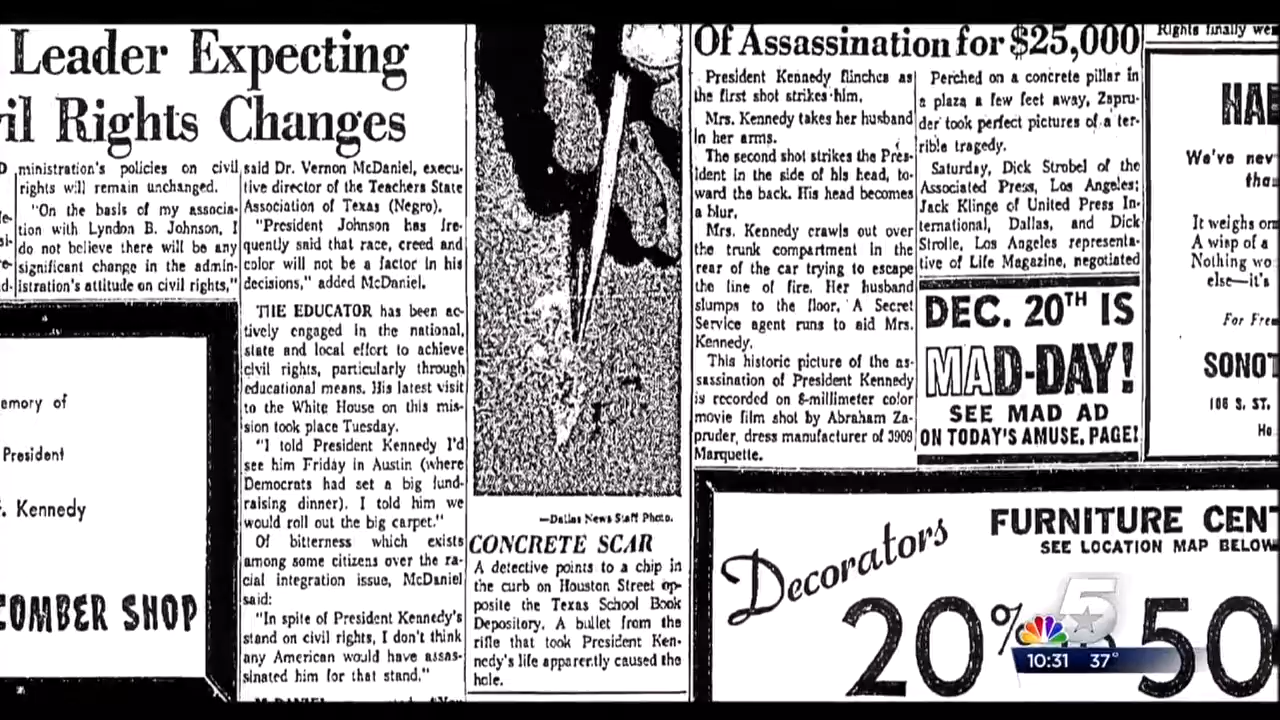 Leader Expecting
Rights Changes
ministration's policies on civil
rights will remain unchanged.
"On the basis of my associa-
tion with Lyndon B. Johnson, I
do not believe there will be any
significant change in the admin-
istration's attitude on civil rights,"
said Dr. Vernon McDaniel, execu-
tive director of the Teachers State
Association of Texas (Negro).
"President Johnson has fre-
quently said that race, creed and
color will not be a factor in his
decisions," added McDaniel.
THE EDUCATOR has been ac-
tively engaged in the national,
state and local effort to achieve
civil rights, particularly through
educational means. His latest visit
to the White House on this mis-
sion took place Tuesday.
"I told President Kennedy I'd
see him Friday in Austin (where
Democrats had set a big fund-
raising dinner). I told him we
would roll out the big carpet."
Of bitterness which exists
among some citizens over the ra-
cial integration issue, McDaniel
said:
"In spite of President Kennedy's
stand on civil rights, I don't think
any American would have assas-
sinated him for that stand."
emory of
President
F. Kennedy
COMBER SHOP
—Dallas News Staff Photo.
CONCRETE SCAR
A detective points to a chip in
the curb on Houston Street op-
posite the Texas School Book
Depository. A bullet from the
rifle that took President Ken-
nedy's life apparently caused the
hole.
Of Assassination for $25,000
President Kennedy flinches as
the first shot strikes him.
Mrs. Kennedy takes her husband
in her arms.
The second shot strikes the Pres-
ident in the side of his head, to-
ward the back. His head becomes
a blur.
Mrs. Kennedy crawls out over
the trunk compartment in the
rear of the car trying to escape
the line of fire. Her husband
slumps to the floor. A Secret
Service agent runs to aid Mrs.
Kennedy.
This historic picture of the as-
sassination of President Kennedy
is recorded on 8-millimeter color
movie film shot by Abraham Za-
pruder, dress manufacturer of 3909
Marquette.
Perched on a concrete pillar in
a plaza a few feet away, Zapru-
der took perfect pictures of a ter-
rible tragedy.
Saturday, Dick Strobel of the
Associated Press, Los Angeles;
Jack Klinge of United Press In-
ternational, Dallas, and Dick
Strolle, Los Angeles representa-
tive of Life Magazine, negotiated
DEC. 20TH IS
MAD-DAY!
SEE MAD AD
ON TODAY'S AMUSE. PAGE!
Rights finally we
We've nev
It weighs on
A wisp of a
Nothing wo
else—it's
For Fre
SONOT
106 S. ST.
Decorators
FURNITURE CENT
SEE LOCATION MAP BELOW
20% 50
5
10:31 37°